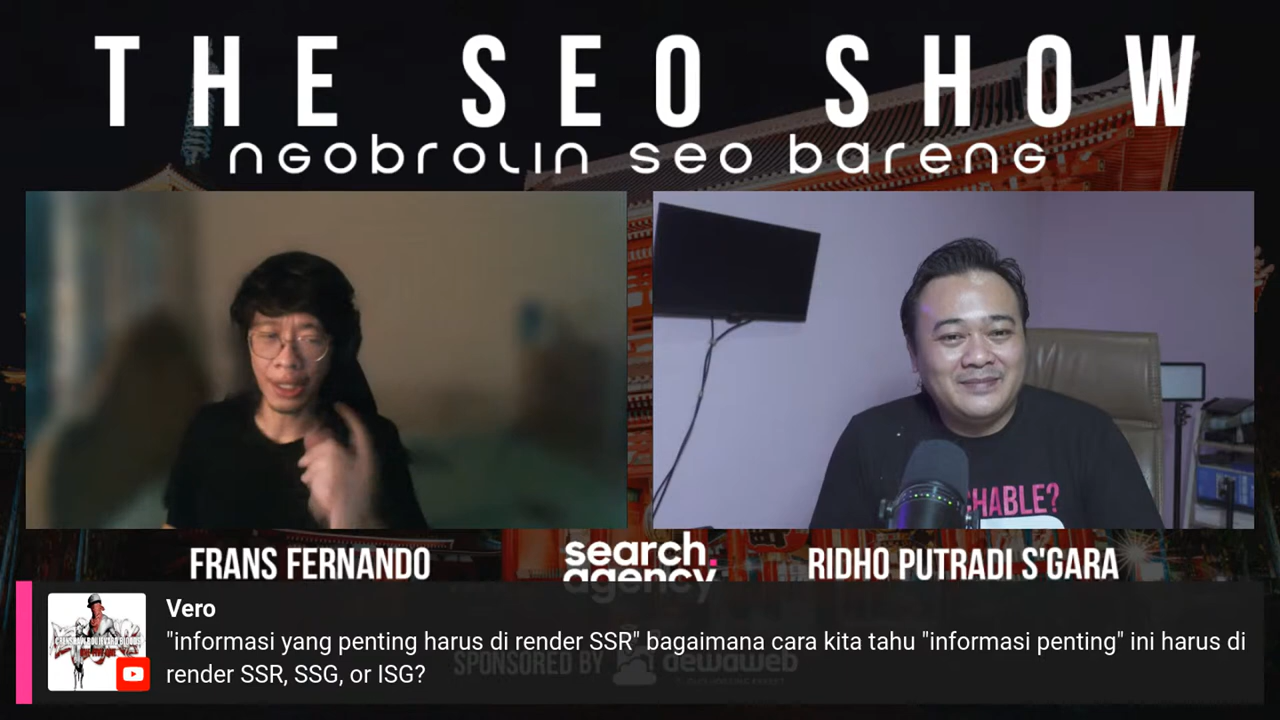 THE SEO SHOW
ngobrolin seo bareng
HABLE?
FRANS FERNANDO
search.
agency
RIDHO PUTRADI S'GARA
Vero
"informasi yang penting harus di render SSR" bagaimana cara kita tahu "informasi penting" ini harus di
render SSR, SSG, or ISG?
SPONSORED BY dewaweb